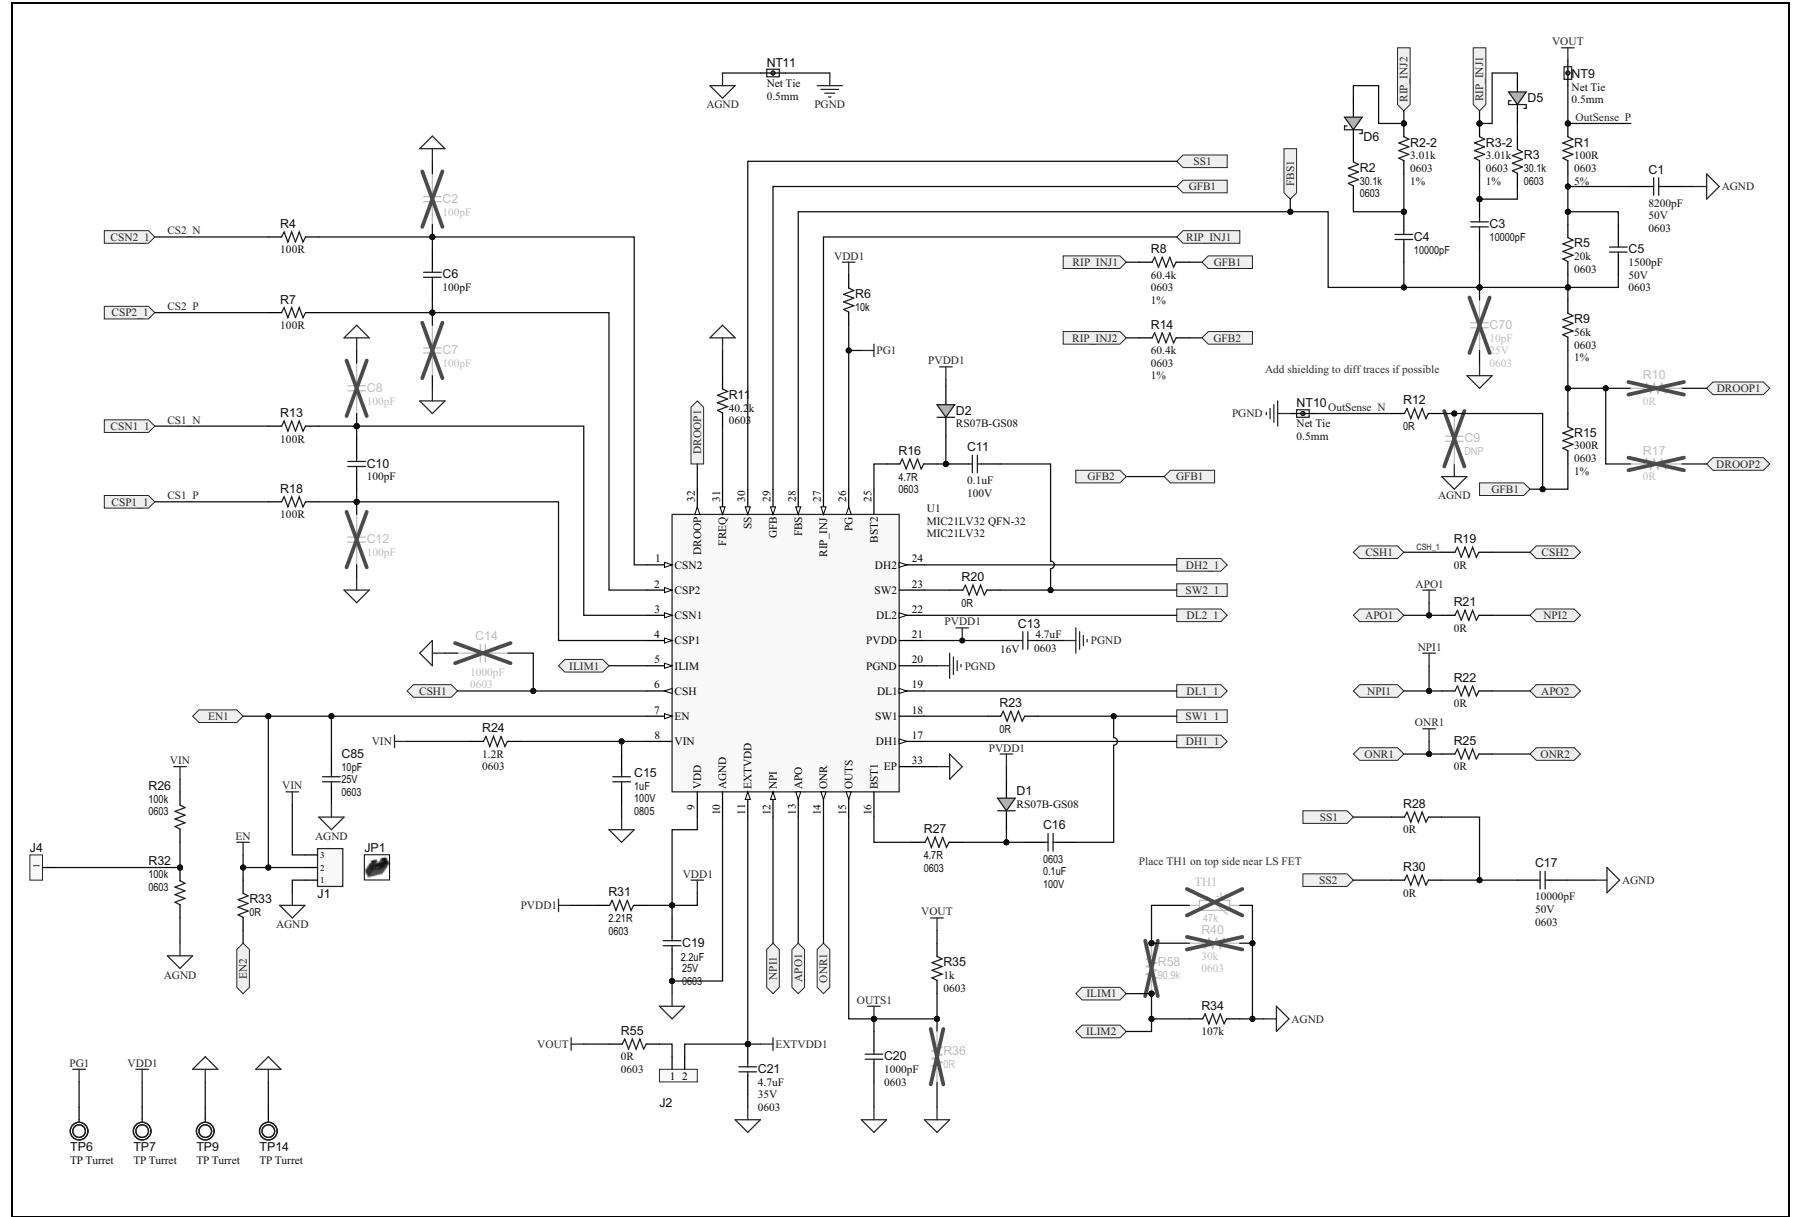 NT11
Net Tie
0.5mm
AGND
PGND
VOUT
NT9
Net Tie
0.5mm
OutSense_P
RIP_INJ2
RIP_INJ1
D5
D6
R2-2
3.01k
0603
1%
R2
30.1k
0603
R3-2
3.01k
0603
1%
R3
30.1k
0603
R1
100R
0603
5%
C1
8200pF
50V
0603
AGND
C2
100pF
SS1
GFB1
FBS1
CSN2_1
CS2_N
R4
100R
RIP_INJ1
C4
10000pF
C3
10000pF
R5
20k
0603
C5
1500pF
50V
0603
C6
100pF
VDD1
R6
10k
RIP_INJ1
R8
60.4k
0603
1%
GFB1
CSP2_1
CS2_P
R7
100R
C7
100pF
C8
100pF
PG1
RIP_INJ2
R14
60.4k
0603
1%
GFB2
C70
10pF
25V
0603
R9
56k
0603
1%
PVDD1
Add shielding to diff traces if possible
R10
0R
DROOP1
R11
40.2k
0603
DROOP1
D2
RS07B-GS08
PGND
NT10
Net Tie
0.5mm
OutSense_N
R12
0R
C9
DNP
AGND
R15
300R
0603
1%
R17
0R
DROOP2
GFB1
CSN1_1
CS1_N
R13
100R
C10
100pF
CSP1_1
CS1_P
R18
100R
C12
100pF
R16
4.7R
0603
C11
0.1uF
100V
GFB2
GFB1
32
31
30
29
28
27
26
25
DROOP
FREQ
SS
GFB
FBS
RIP_INJ
PG
BST2
U1
MIC21LV32 QFN-32
MIC21LV32
1
CSN2
2
CSP2
3
CSN1
4
CSP1
5
ILIM
6
CSH
7
EN
8
VIN
DH2
24
DH2_1
SW2
23
R20
0R
SW2_1
DL2
22
DL2_1
PVDD
21
PVDD1
C13
4.7uF
16V
0603
PGND
PGND
20
PGND
DL1
19
DL1_1
SW1
18
R23
0R
SW1_1
DH1
17
DH1_1
EP
33
CSH1
CSH_1
R19
0R
CSH2
APO1
APO1
R21
0R
NPI2
NPI1
NPI1
R22
0R
APO2
ONR1
ONR1
R25
0R
ONR2
C14
1000pF
0603
ILIM1
CSH1
EN1
VIN
R24
1.2R
0603
C15
1uF
100V
0805
C85
10pF
25V
0603
AGND
VIN
R26
100k
0603
VIN
EN
J4
1
R32
100k
0603
AGND
R33
0R
EN2
3
2
1
J1
AGND
JP1
VDD
AGND
EXTVDD
NPI
APO
ONR
OUTS
BST1
9
10
11
12
13
14
15
16
PVDD1
D1
RS07B-GS08
R27
4.7R
0603
C16
0603
0.1uF
100V
SS1
R28
0R
SS2
R30
0R
C17
10000pF
50V
0603
AGND
PVDD1
R31
2.21R
0603
VDD1
C19
2.2uF
25V
0603
NPI1
APO1
ONR1
VOUT
R35
1k
0603
OUTS1
C20
1000pF
0603
R36
0R
Place TH1 on top side near LS FET
TH1
47k
R40
30k
0603
R58
90.9k
ILIM1
ILIM2
R34
107k
AGND
VOUT
R55
0R
0603
1 2
J2
EXTVDD1
C21
4.7uF
35V
0603
PG1
VDD1
TP6
TP Turret
TP7
TP Turret
TP9
TP Turret
TP14
TP Turret